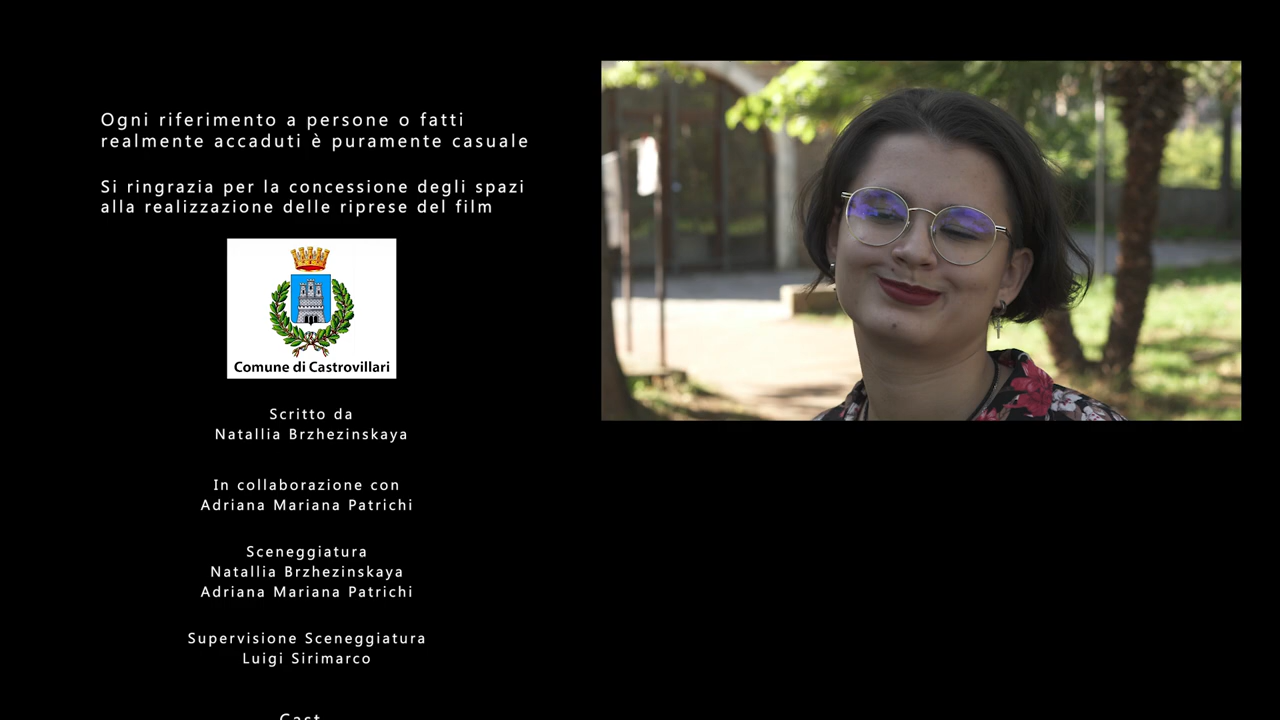 Ogni riferimento a persone o fatti
realmente accaduti è puramente casuale
Si ringrazia per la concessione degli spazi
alla realizzazione delle riprese del film
Comune di Castrovillari
Scritto da
Natallia Brzhezinskaya
In collaborazione con
Adriana Mariana Patrichi
Sceneggiatura
Natallia Brzhezinskaya
Adriana Mariana Patrichi
Supervisione Sceneggiatura
Luigi Sirimarco
Cast